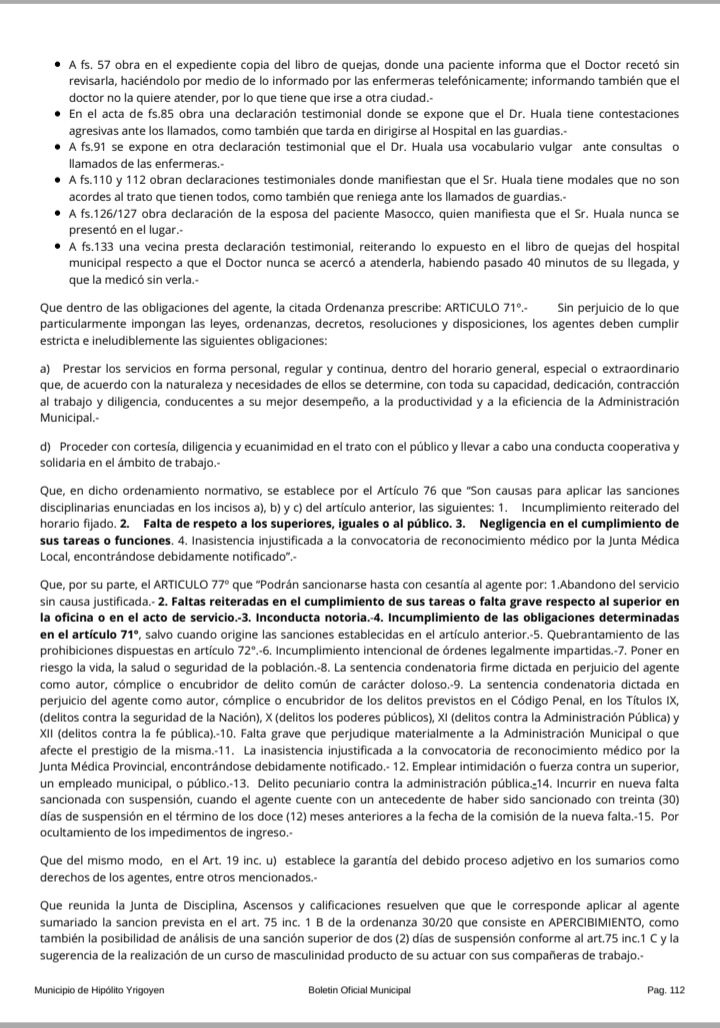 ● A fs. 57 obra en el expediente copia del libro de quejas, donde una paciente informa que el Doctor recetó sin
revisarla, haciéndolo por medio de lo informado por las enfermeras telefónicamente; informando también que el
doctor no la quiere atender, por lo que tiene que irse a otra ciudad.-
● En el acta de fs.85 obra una declaración testimonial donde se expone que el Dr. Huala tiene contestaciones
agresivas ante los llamados, como también que tarda en dirigirse al Hospital en las guardias.-
● A fs.91 se expone en otra declaración testimonial que el Dr. Huala usa vocabulario vulgar ante consultas o
llamados de las enfermeras.-
● A fs.110 y 112 obran declaraciones testimoniales donde manifiestan que el Sr. Huala tiene modales que no son
acordes al trato que tienen todos, como también que reniega ante los llamados de guardias.-
● A fs.126/127 obra declaración de la esposa del paciente Masocco, quien manifiesta que el Sr. Huala nunca se
presentó en el lugar.-
● A fs.133 una vecina presta declaración testimonial, reiterando lo expuesto en el libro de quejas del hospital
municipal respecto a que el Doctor nunca se acercó a atenderla, habiendo pasado 40 minutos de su llegada, y
que la medicó sin verla.-
Que dentro de las obligaciones del agente, la citada Ordenanza prescribe: ARTICULO 71º.- Sin perjuicio de lo que
particularmente impongan las leyes, ordenanzas, decretos, resoluciones y disposiciones, los agentes deben cumplir
estricta e ineludiblemente las siguientes obligaciones:
a) Prestar los servicios en forma personal, regular y continua, dentro del horario general, especial o extraordinario
que, de acuerdo con la naturaleza y necesidades de ellos se determine, con toda su capacidad, dedicación, contracción
al trabajo y diligencia, conducentes a su mejor desempeño, a la productividad y a la eficiencia de la Administración
Municipal.-
d) Proceder con cortesía, diligencia y ecuanimidad en el trato con el público y llevar a cabo una conducta cooperativa y
solidaria en el ámbito de trabajo.-
Que, en dicho ordenamiento normativo, se establece por el Artículo 76 que "Son causas para aplicar las sanciones
disciplinarias enunciadas en los incisos a), b) y c) del artículo anterior, las siguientes: 1. Incumplimiento reiterado del
horario fijado. 2. Falta de respeto a los superiores, iguales o al público. 3. Negligencia en el cumplimiento de
sus tareas o funciones. 4. Inasistencia injustificada a la convocatoria de reconocimiento médico por la Junta Médica
Local, encontrándose debidamente notificado".-
Que, por su parte, el ARTICULO 77º que "Podrán sancionarse hasta con cesantía al agente por: 1.Abandono del servicio
sin causa justificada.- 2. Faltas reiteradas en el cumplimiento de sus tareas o falta grave respecto al superior en
la oficina o en el acto de servicio.-3. Inconducta notoria.-4. Incumplimiento de las obligaciones determinadas
en el artículo 71º, salvo cuando origine las sanciones establecidas en el artículo anterior.-5. Quebrantamiento de las
prohibiciones dispuestas en artículo 72º.-6. Incumplimiento intencional de órdenes legalmente impartidas.-7. Poner en
riesgo la vida, la salud o seguridad de la población.-8. La sentencia condenatoria firme dictada en perjuicio del agente
como autor, cómplice o encubridor de delito común de carácter doloso.-9. La sentencia condenatoria dictada en
perjuicio del agente como autor, cómplice o encubridor de los delitos previstos en el Código Penal, en los Títulos IX,
(delitos contra la seguridad de la Nación), X (delitos los poderes públicos), XI (delitos contra la Administración Pública) y
XII (delitos contra la fe pública).-10. Falta grave que perjudique materialmente a la Administración Municipal o que
afecte el prestigio de la misma.-11. La inasistencia injustificada a la convocatoria de reconocimiento médico por la
Junta Médica Provincial, encontrándose debidamente notificado.- 12. Emplear intimidación o fuerza contra un superior,
un empleado municipal, o público.-13. Delito pecuniario contra la administración pública.-14. Incurrir en nueva falta
sancionada con suspensión, cuando el agente cuente con un antecedente de haber sido sancionado con treinta (30)
días de suspensión en el término de los doce (12) meses anteriores a la fecha de la comisión de la nueva falta.-15. Por
ocultamiento de los impedimentos de ingreso.-
Que del mismo modo, en el Art. 19 inc. u) establece la garantía del debido proceso adjetivo en los sumarios como
derechos de los agentes, entre otros mencionados.-
Que reunida la Junta de Disciplina, Ascensos y calificaciones resuelven que que le corresponde aplicar al agente
sumariado la sancion prevista en el art. 75 inc. 1 B de la ordenanza 30/20 que consiste en APERCIBIMIENTO, como
también la posibilidad de análisis de una sanción superior de dos (2) días de suspensión conforme al art.75 inc.1 C y la
sugerencia de la realización de un curso de masculinidad producto de su actuar con sus compañeras de trabajo.-
Municipio de Hipólito Yrigoyen Boletin Oficial Municipal Pag. 112